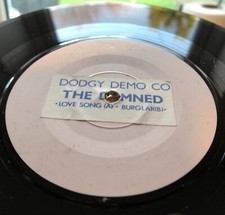 DODGY DEMO CO
THE DAMNED
•LOVE SONG (A) - BURGLAR(B)•